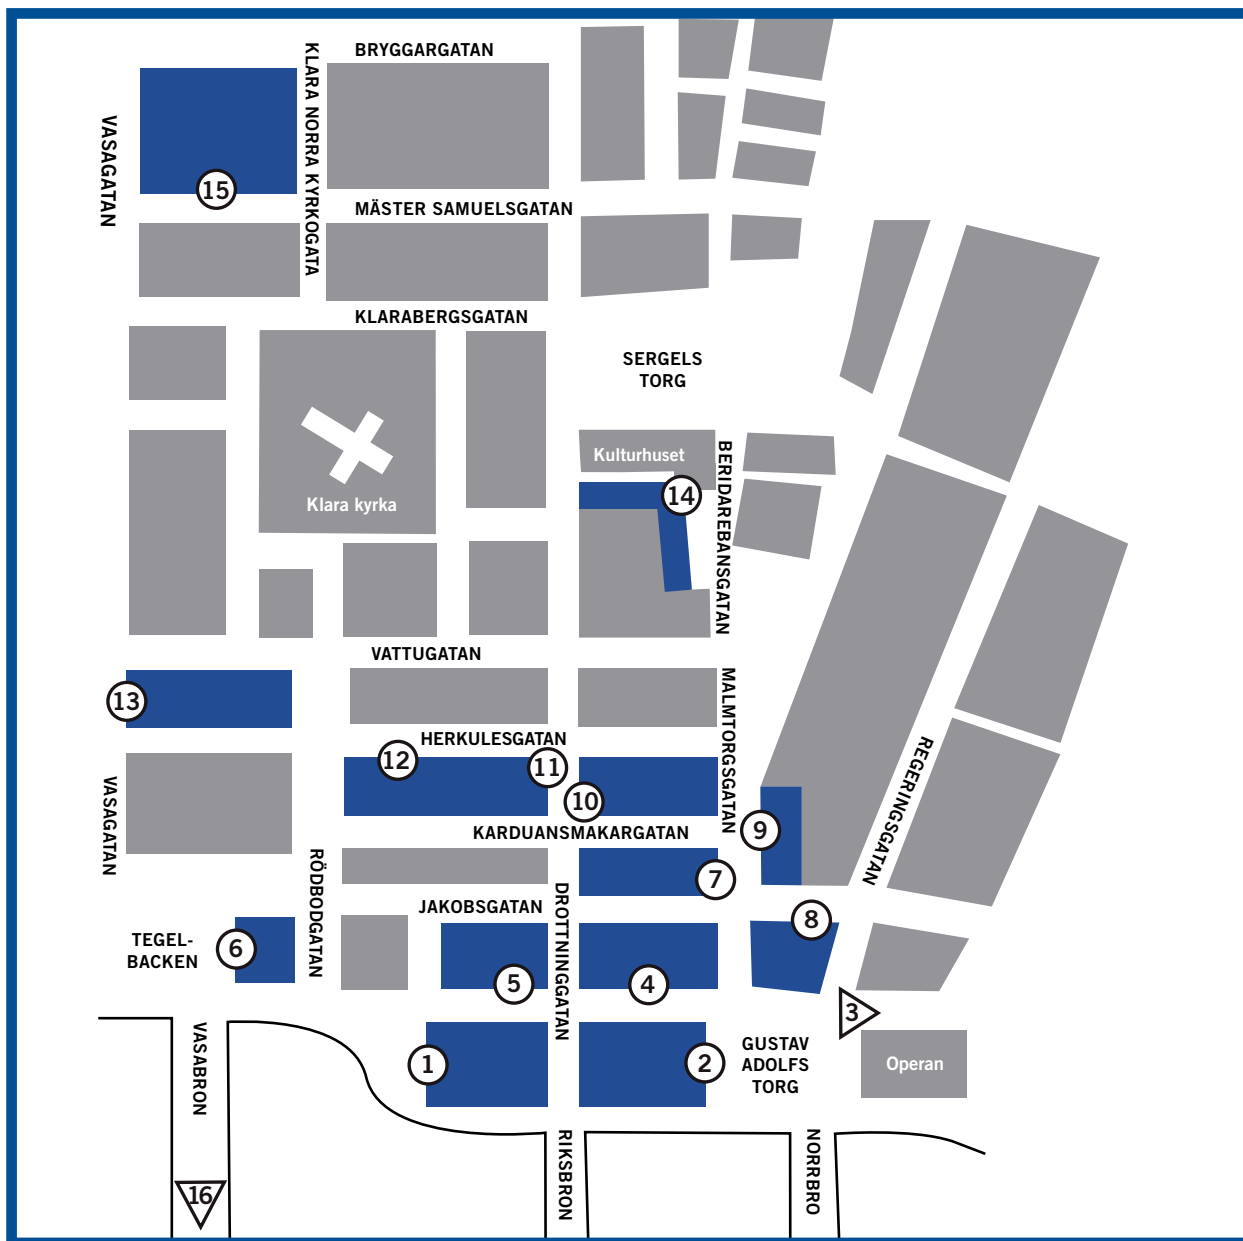 BRYGGARGATAN
KLARA NORRA KYRKOGATA
VASAGATAN
15
MÄSTER SAMUELSGATAN
KLARABERGSGATAN
SERGELS
TORG
Kulturhuset
Klara kyrka
14
BERIDAREBANSGATAN
VATTUGATAN
13
MALMTORGSGATAN
HERKULESGATAN
12
11
10
REGERINGSGATAN
VASAGATAN
KARDUANSMAKARGATAN
9
RÖDBODGATAN
7
DROTTNINGGATAN
JAKOBSGATAN
8
TEGEL-
BACKEN
6
5
4
3
VASABRON
1
2
GUSTAV
ADOLFS
TORG
Operan
RIKSBRON
NORRBRO
16